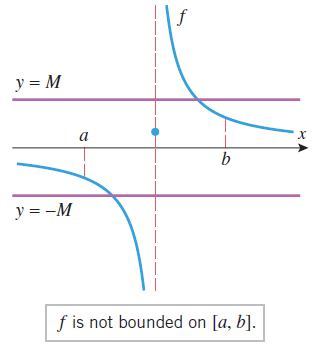 f
y = M
a
x
b
y = –M
f is not bounded on [a, b].